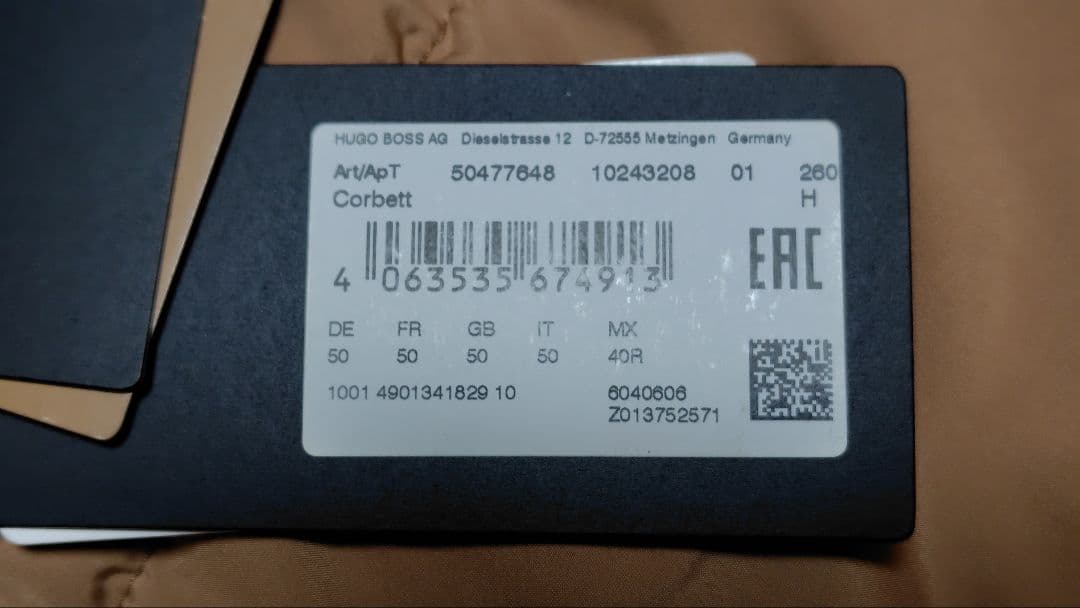 HUGO BOSS AG Dieselstrasse 12 D-72555 Metzingen Germany
Art/ApT 50477648 10243208 01 260
Corbett H
4 063535 674913
EAC
DE FR GB IT MX
50 50 50 50 40R
1001 4901341829 10 6040606
Z013752571